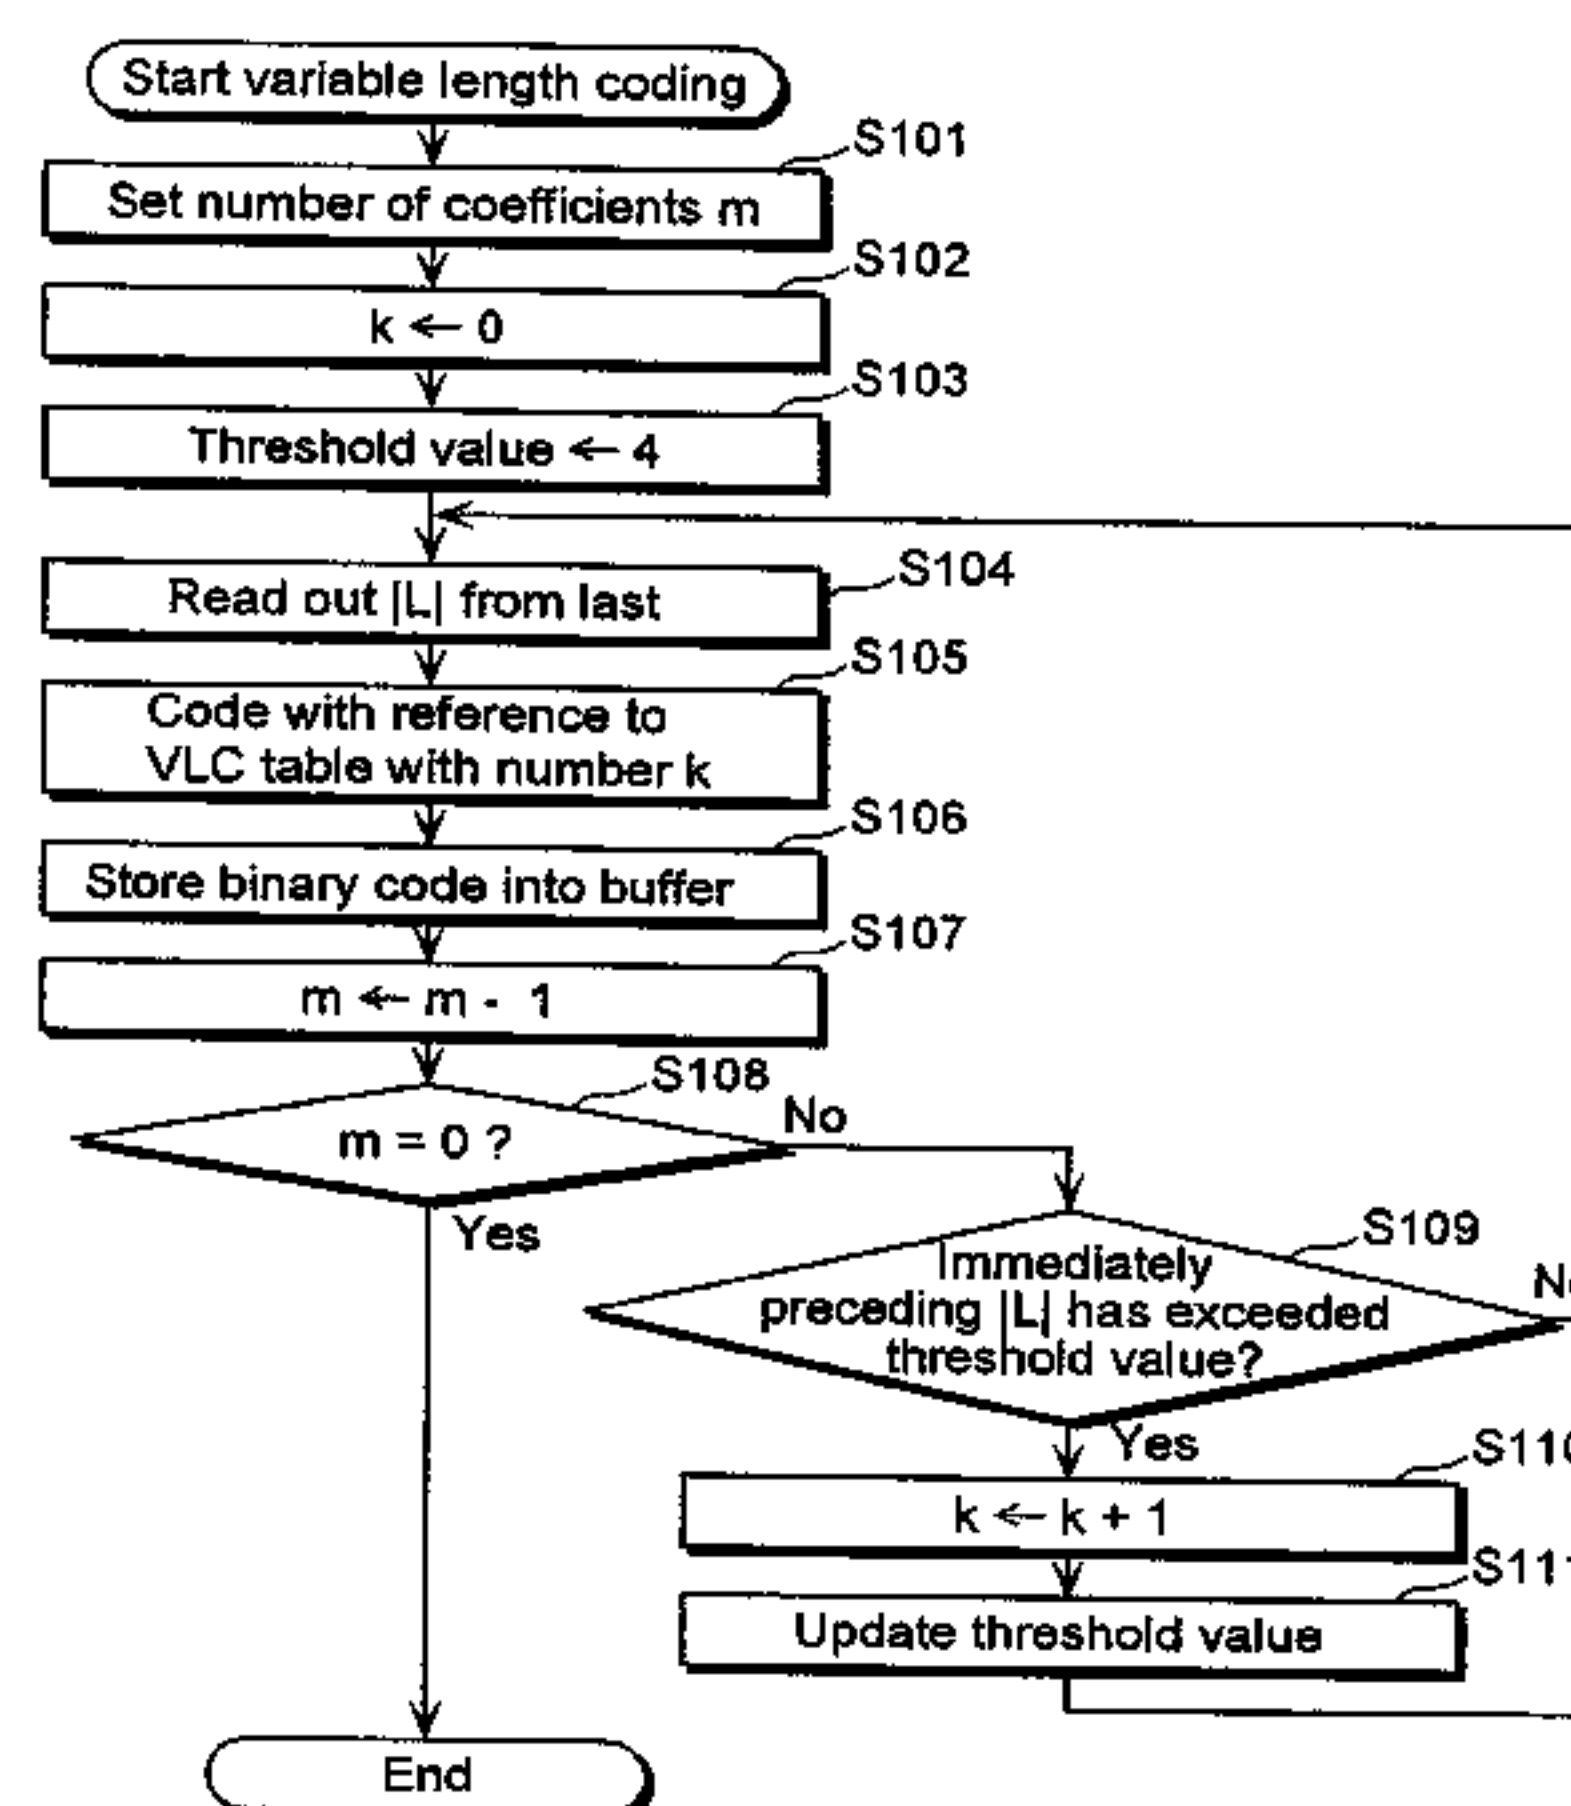 Start variable length coding
S101
Set number of coefficients m
S102
k ← 0
S103
Threshold value ← 4
S104
Read out |L| from last
S105
Code with reference to
VLC table with number k
S106
Store binary code into buffer
S107
m ← m - 1
S108
m = 0 ?
No
Yes
S109
Immediately
preceding |L| has exceeded
threshold value?
Yes
k ← k + 1
Update threshold value
End